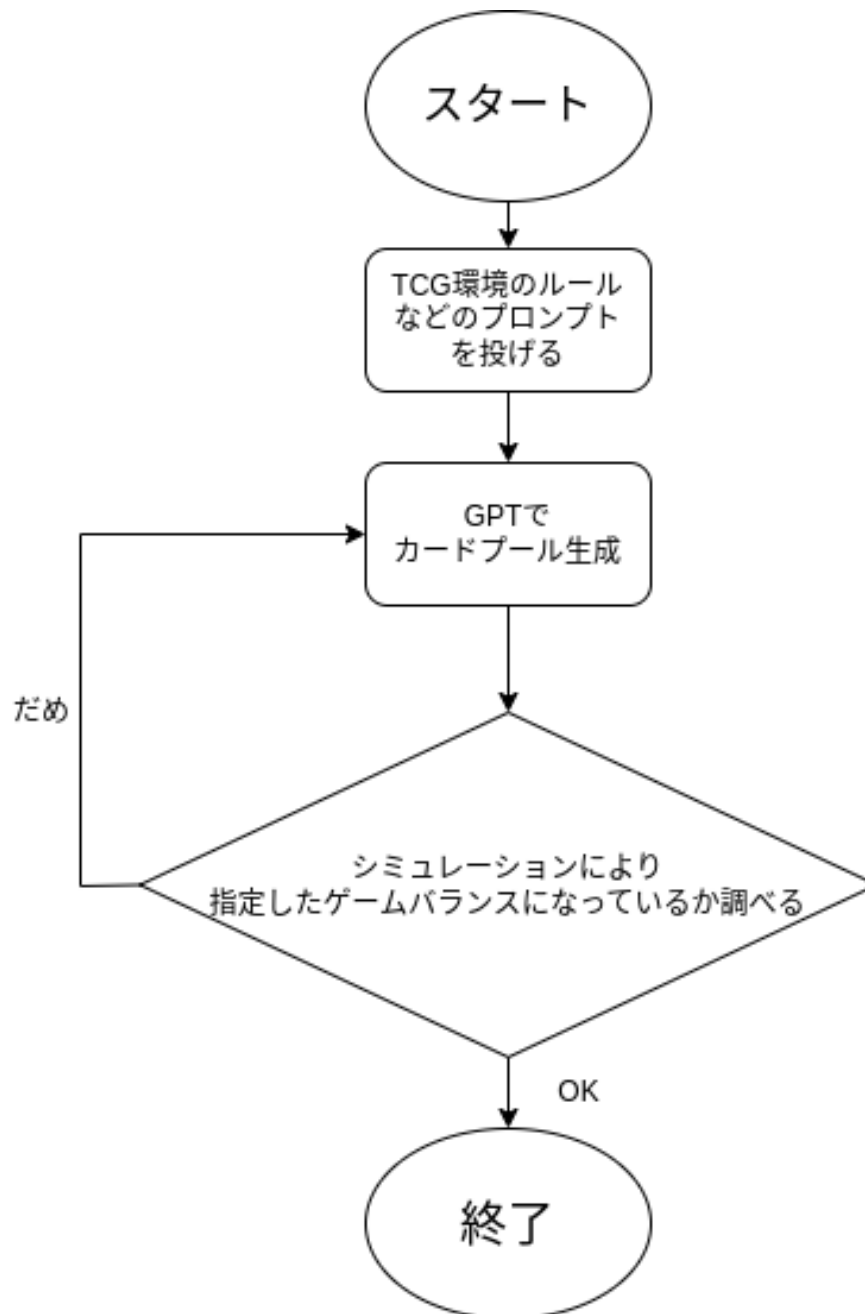 スタート
TCG環境のルール
などのプロンプト
を投げる
GPTで
カードプール生成
だめ
シミュレーションにより
指定したゲームバランスになっているか調べる
OK
終了